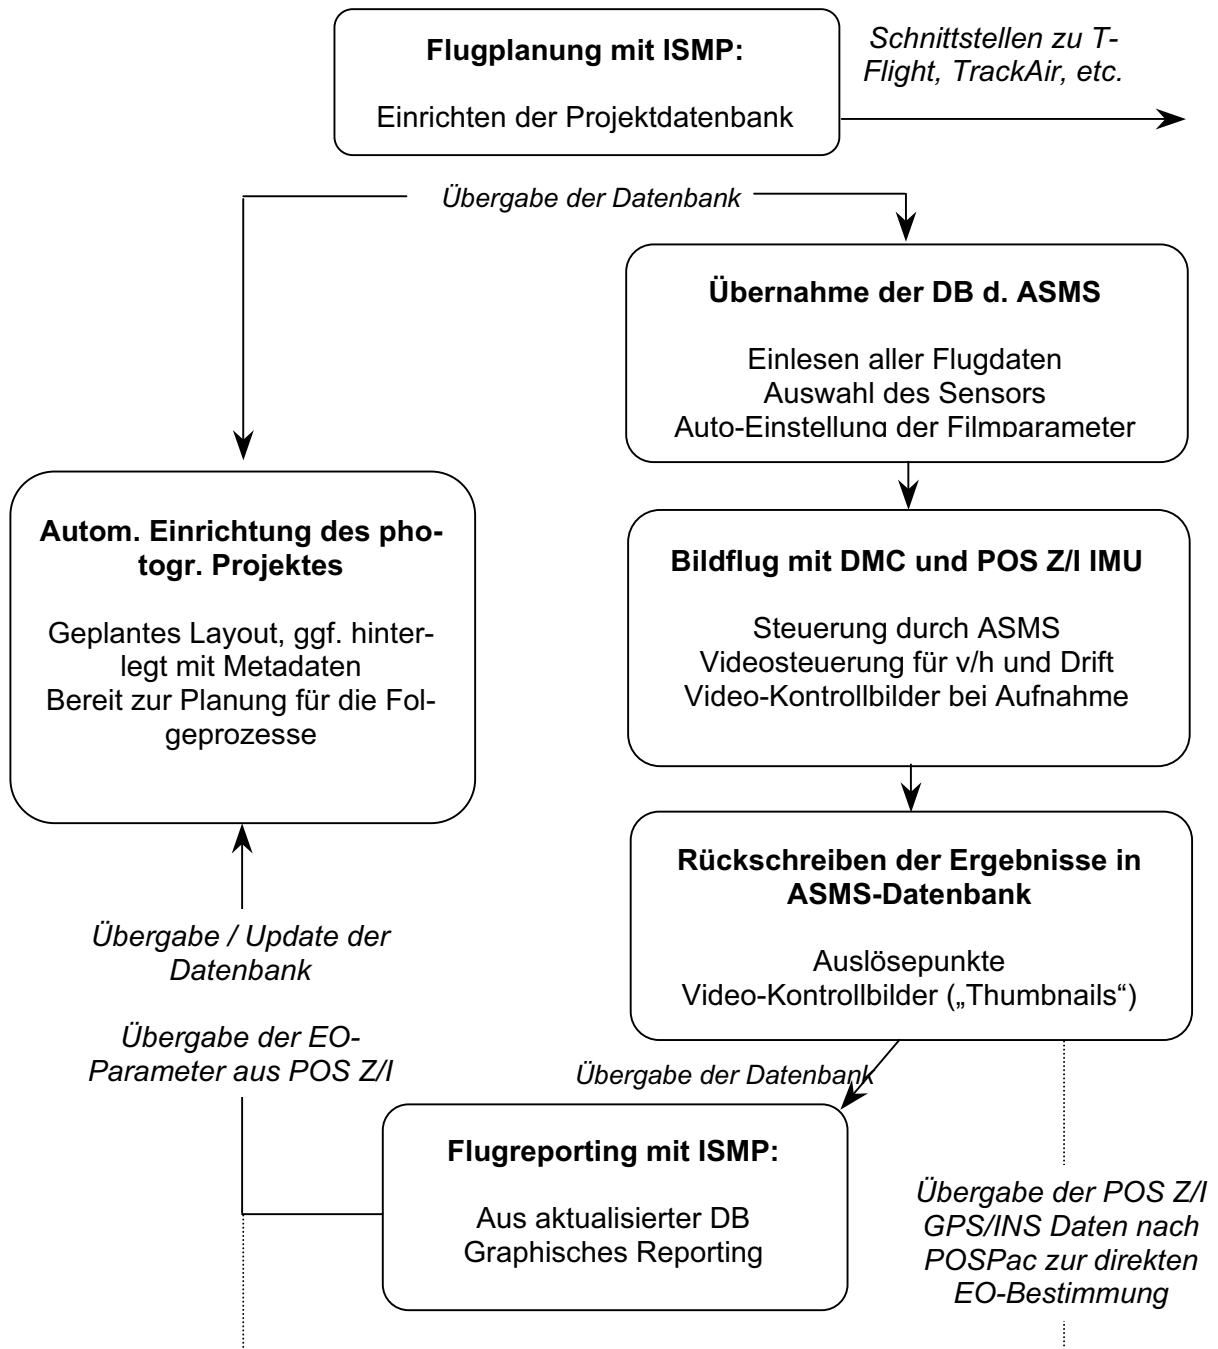 Flugplanung mit ISMP:
Einrichten der Projektdatenbank
Schnittstellen zu T-
Flight, TrackAir, etc.
Übergabe der Datenbank
Übernahme der DB d. ASMS
Einlesen aller Flugdaten
Auswahl des Sensors
Auto-Einstellung der Filmparameter
Autom. Einrichtung des pho-
togr. Projektes
Geplantes Layout, ggf. hinter-
legt mit Metadaten
Bereit zur Planung für die Fol-
geprozesse
Bildflug mit DMC und POS Z/I IMU
Steuerung durch ASMS
Videosteuerung für v/h und Drift
Video-Kontrollbilder bei Aufnahme
Rückschreiben der Ergebnisse in
ASMS-Datenbank
Auslösepunkte
Video-Kontrollbilder („Thumbnails“)
Übergabe / Update der
Datenbank
Übergabe der EO-
Parameter aus POS Z/I
Übergabe der Datenbank
Flugreporting mit ISMP:
Aus aktualisierter DB
Graphisches Reporting
Übergabe der POS Z/I
GPS/INS Daten nach
POSPac zur direkten
EO-Bestimmung